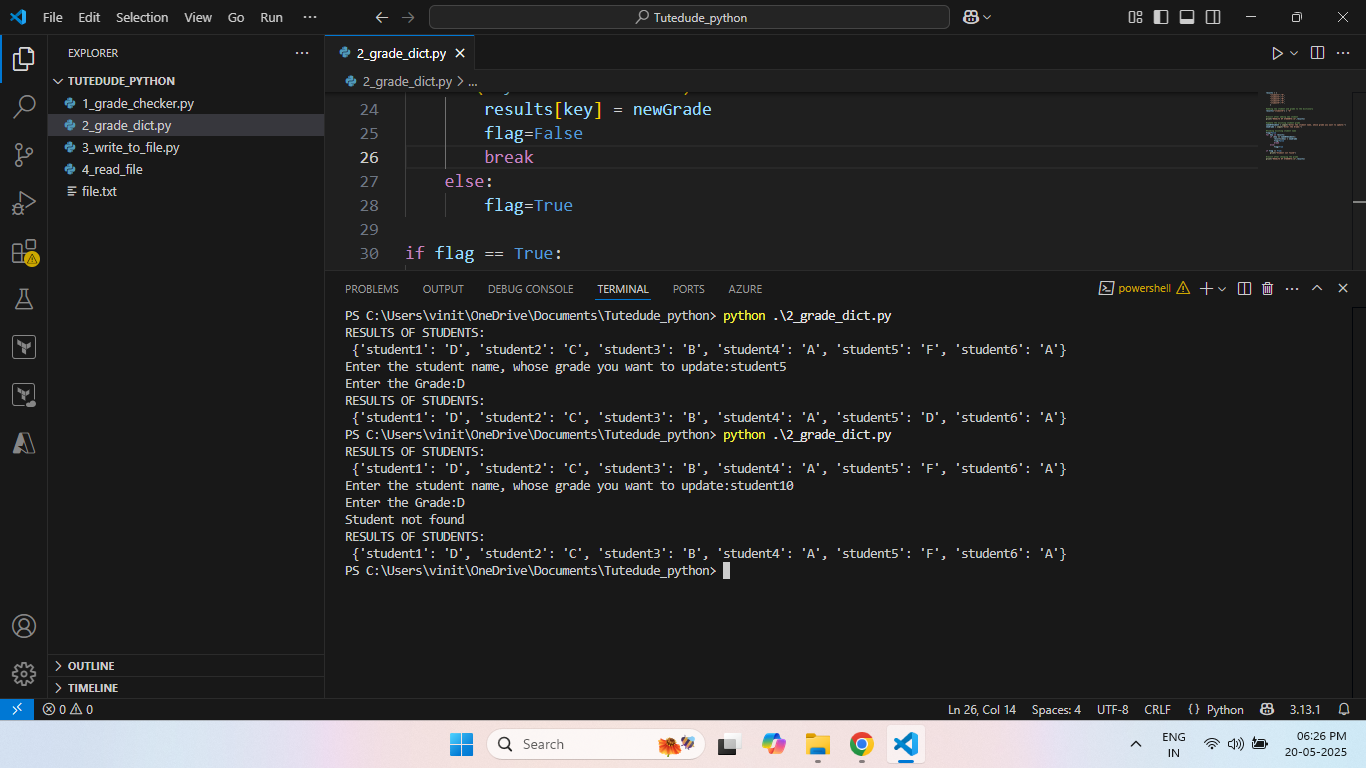 File Edit Selection View Go Run ···
Tutedude_python
EXPLORER ···
TUTEDUDE_PYTHON
1_grade_checker.py
2_grade_dict.py
3_write_to_file.py
4_read_file
file.txt
OUTLINE
TIMELINE
2_grade_dict.py
2_grade_dict.py > ...
24 results[key] = newGrade
25 flag=False
26 break
27 else:
28 flag=True
29
30 if flag == True:
PROBLEMS OUTPUT DEBUG CONSOLE TERMINAL PORTS AZURE
powershell
PS C:\Users\vinit\OneDrive\Documents\Tutedude_python> python .\2_grade_dict.py
RESULTS OF STUDENTS:
{'student1': 'D', 'student2': 'C', 'student3': 'B', 'student4': 'A', 'student5': 'F', 'student6': 'A'}
Enter the student name, whose grade you want to update:student5
Enter the Grade:D
RESULTS OF STUDENTS:
{'student1': 'D', 'student2': 'C', 'student3': 'B', 'student4': 'A', 'student5': 'D', 'student6': 'A'}
PS C:\Users\vinit\OneDrive\Documents\Tutedude_python> python .\2_grade_dict.py
RESULTS OF STUDENTS:
{'student1': 'D', 'student2': 'C', 'student3': 'B', 'student4': 'A', 'student5': 'F', 'student6': 'A'}
Enter the student name, whose grade you want to update:student10
Enter the Grade:D
Student not found
RESULTS OF STUDENTS:
{'student1': 'D', 'student2': 'C', 'student3': 'B', 'student4': 'A', 'student5': 'F', 'student6': 'A'}
PS C:\Users\vinit\OneDrive\Documents\Tutedude_python>
0 0 Ln 26, Col 14 Spaces: 4 UTF-8 CRLF {} Python 3.13.1
Search
ENG
IN
06:26 PM
20-05-2025